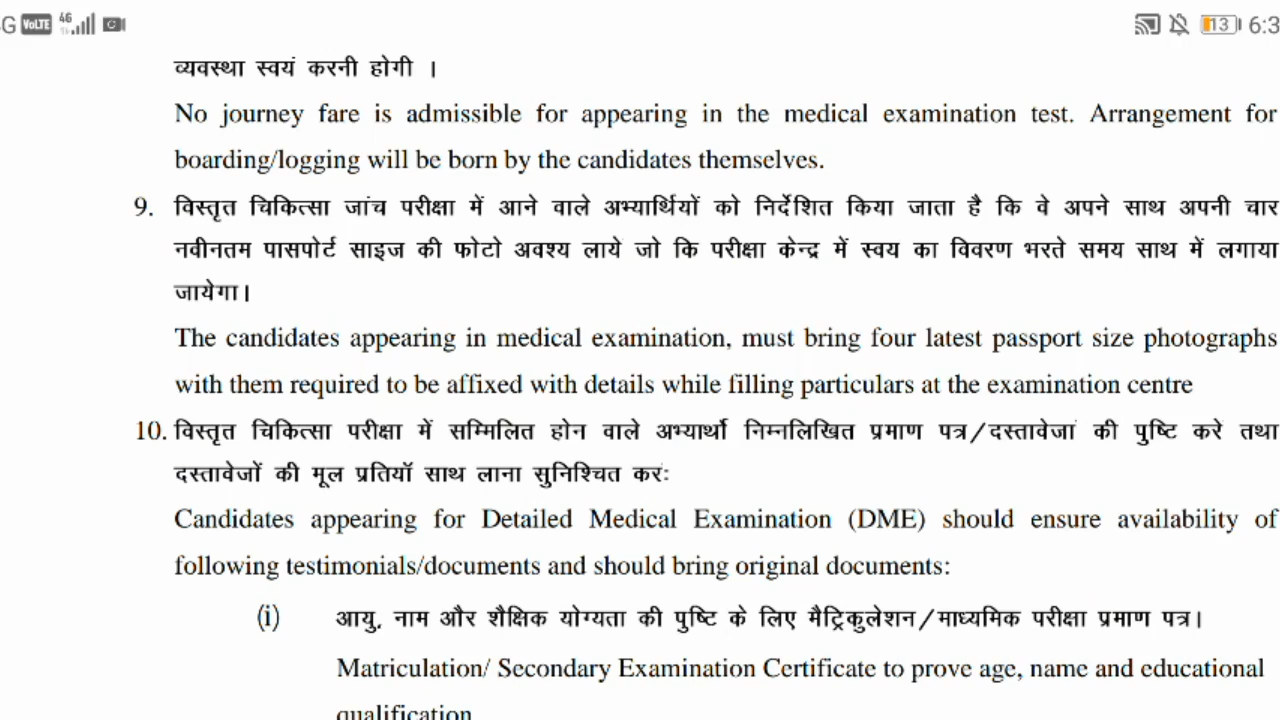 G VoLTE 4G 13 6:3
व्यवस्था स्वयं करनी होगी ।
No journey fare is admissible for appearing in the medical examination test. Arrangement for
boarding/logging will be born by the candidates themselves.
9. विस्तृत चिकित्सा जांच परीक्षा में आने वाले अभ्यार्थियों को निर्देशित किया जाता है कि वे अपने साथ अपनी चार
नवीनतम पासपोर्ट साइज की फोटो अवश्य लाये जो कि परीक्षा केन्द्र में स्वय का विवरण भरते समय साथ में लगाया
जायेगा।
The candidates appearing in medical examination, must bring four latest passport size photographs
with them required to be affixed with details while filling particulars at the examination centre
10. विस्तृत चिकित्सा परीक्षा में सम्मिलित होन वाले अभ्यार्थो निम्नलिखित प्रमाण पत्र/दस्तावेजां की पुष्टि करे तथा
दस्तावेजों की मूल प्रतियॉ साथ लाना सुनिश्चित करः
Candidates appearing for Detailed Medical Examination (DME) should ensure availability of
following testimonials/documents and should bring original documents:
(i) आयु, नाम और शैक्षिक योग्यता की पुष्टि के लिए मैट्रिकुलेशन/माध्यमिक परीक्षा प्रमाण पत्र।
Matriculation/ Secondary Examination Certificate to prove age, name and educational
qualification